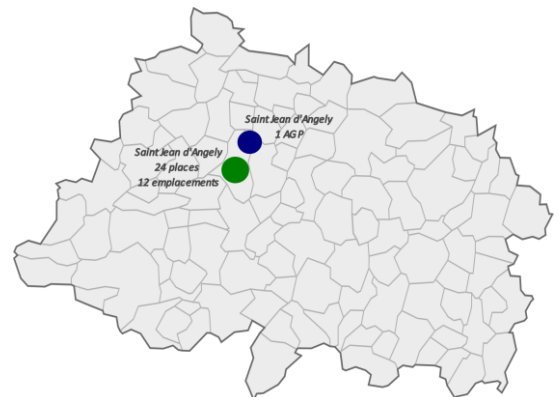 Saint Jean d'Angely
1 AGP
Saint Jean d'Angely
24 places
12 emplacements